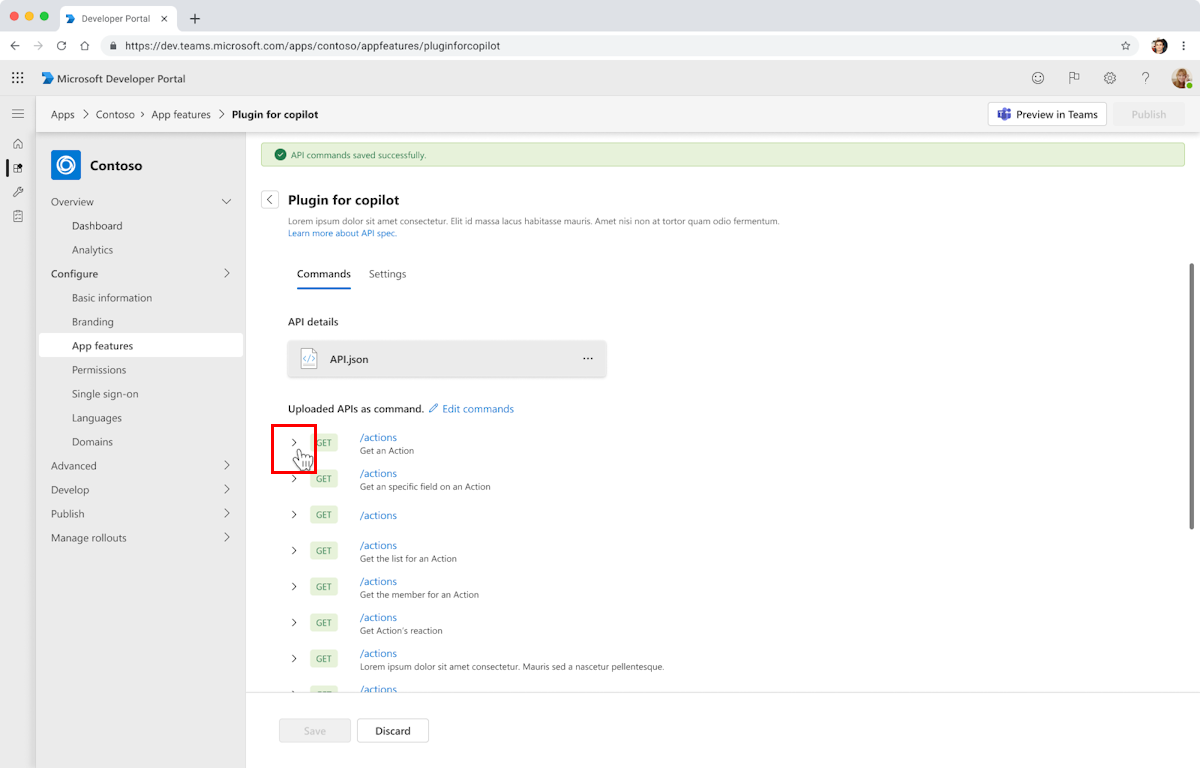 Developer Portal
https://dev.teams.microsoft.com/apps/contoso/appfeatures/pluginforcopilot
Microsoft Developer Portal
Apps > Contoso > App features > Plugin for copilot
Preview in Teams
Publish
Contoso
Overview
Dashboard
Analytics
Configure
Basic information
Branding
App features
Permissions
Single sign-on
Languages
Domains
Advanced
Develop
Publish
Manage rollouts
API commands saved successfully.
Plugin for copilot
Lorem ipsum dolor sit amet consectetur. Elit id massa lacus habitasse mauris. Amet nisi non at tortor quam odio fermentum.
Learn more about API spec.
Commands Settings
API details
API.json
Uploaded APIs as command. Edit commands
GET /actions
Get an Action
GET /actions
Get an specific field on an Action
GET /actions
GET /actions
Get the list for an Action
GET /actions
Get the member for an Action
GET /actions
Get Action's reaction
GET /actions
Lorem ipsum dolor sit amet consectetur. Mauris sed a nascetur pellentesque.
GET /actions
Save
Discard